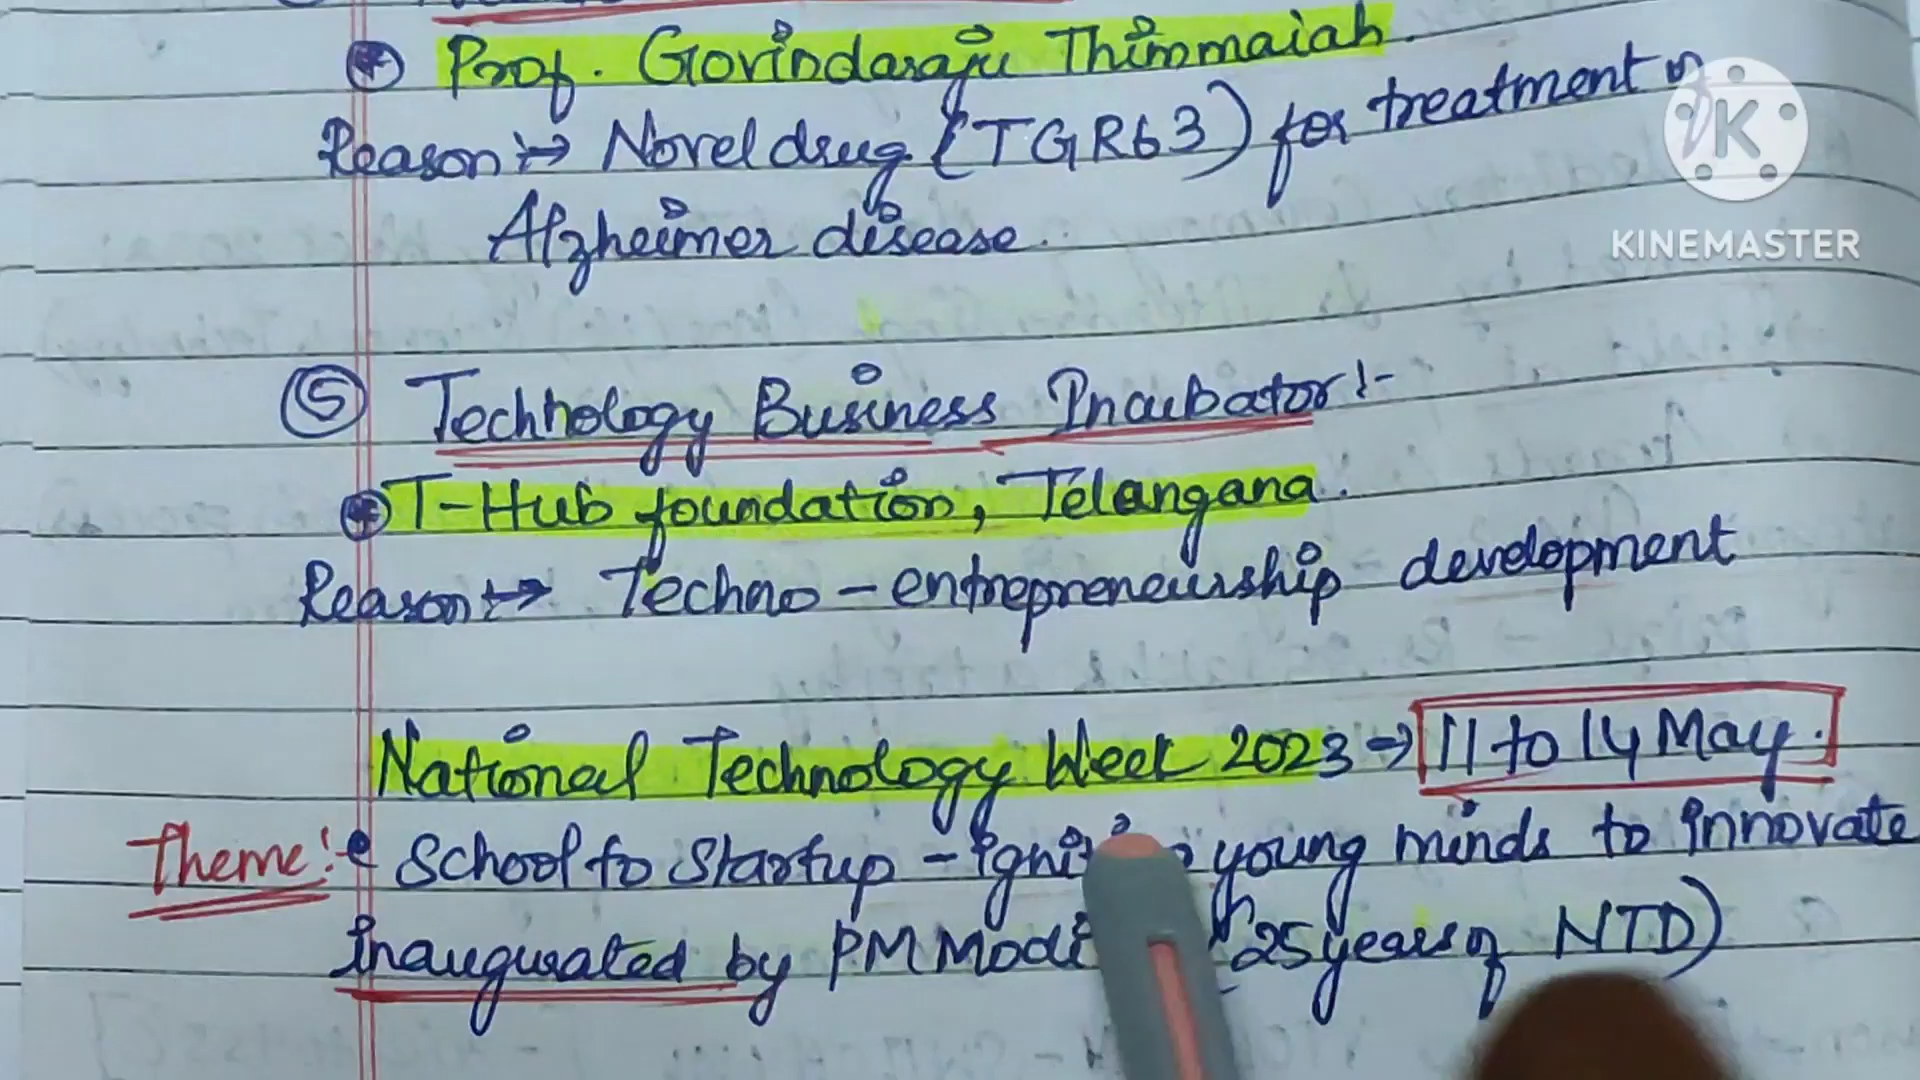 Prof. Govindaraju Thimmaiah.
Reason :→ Novel drug (TGR63) for treatment of
Alzheimer disease.
⑤ Technology Business Incubator :-
T-Hub foundation, Telangana.
Reason :→ Techno-entrepreneurship development
National Technology Week 2023 → 11 to 14 May.
Theme :- School to Startup - young minds to innovate
inaugurated by PM Modi (25 years of NTD)
K
KINEMASTER